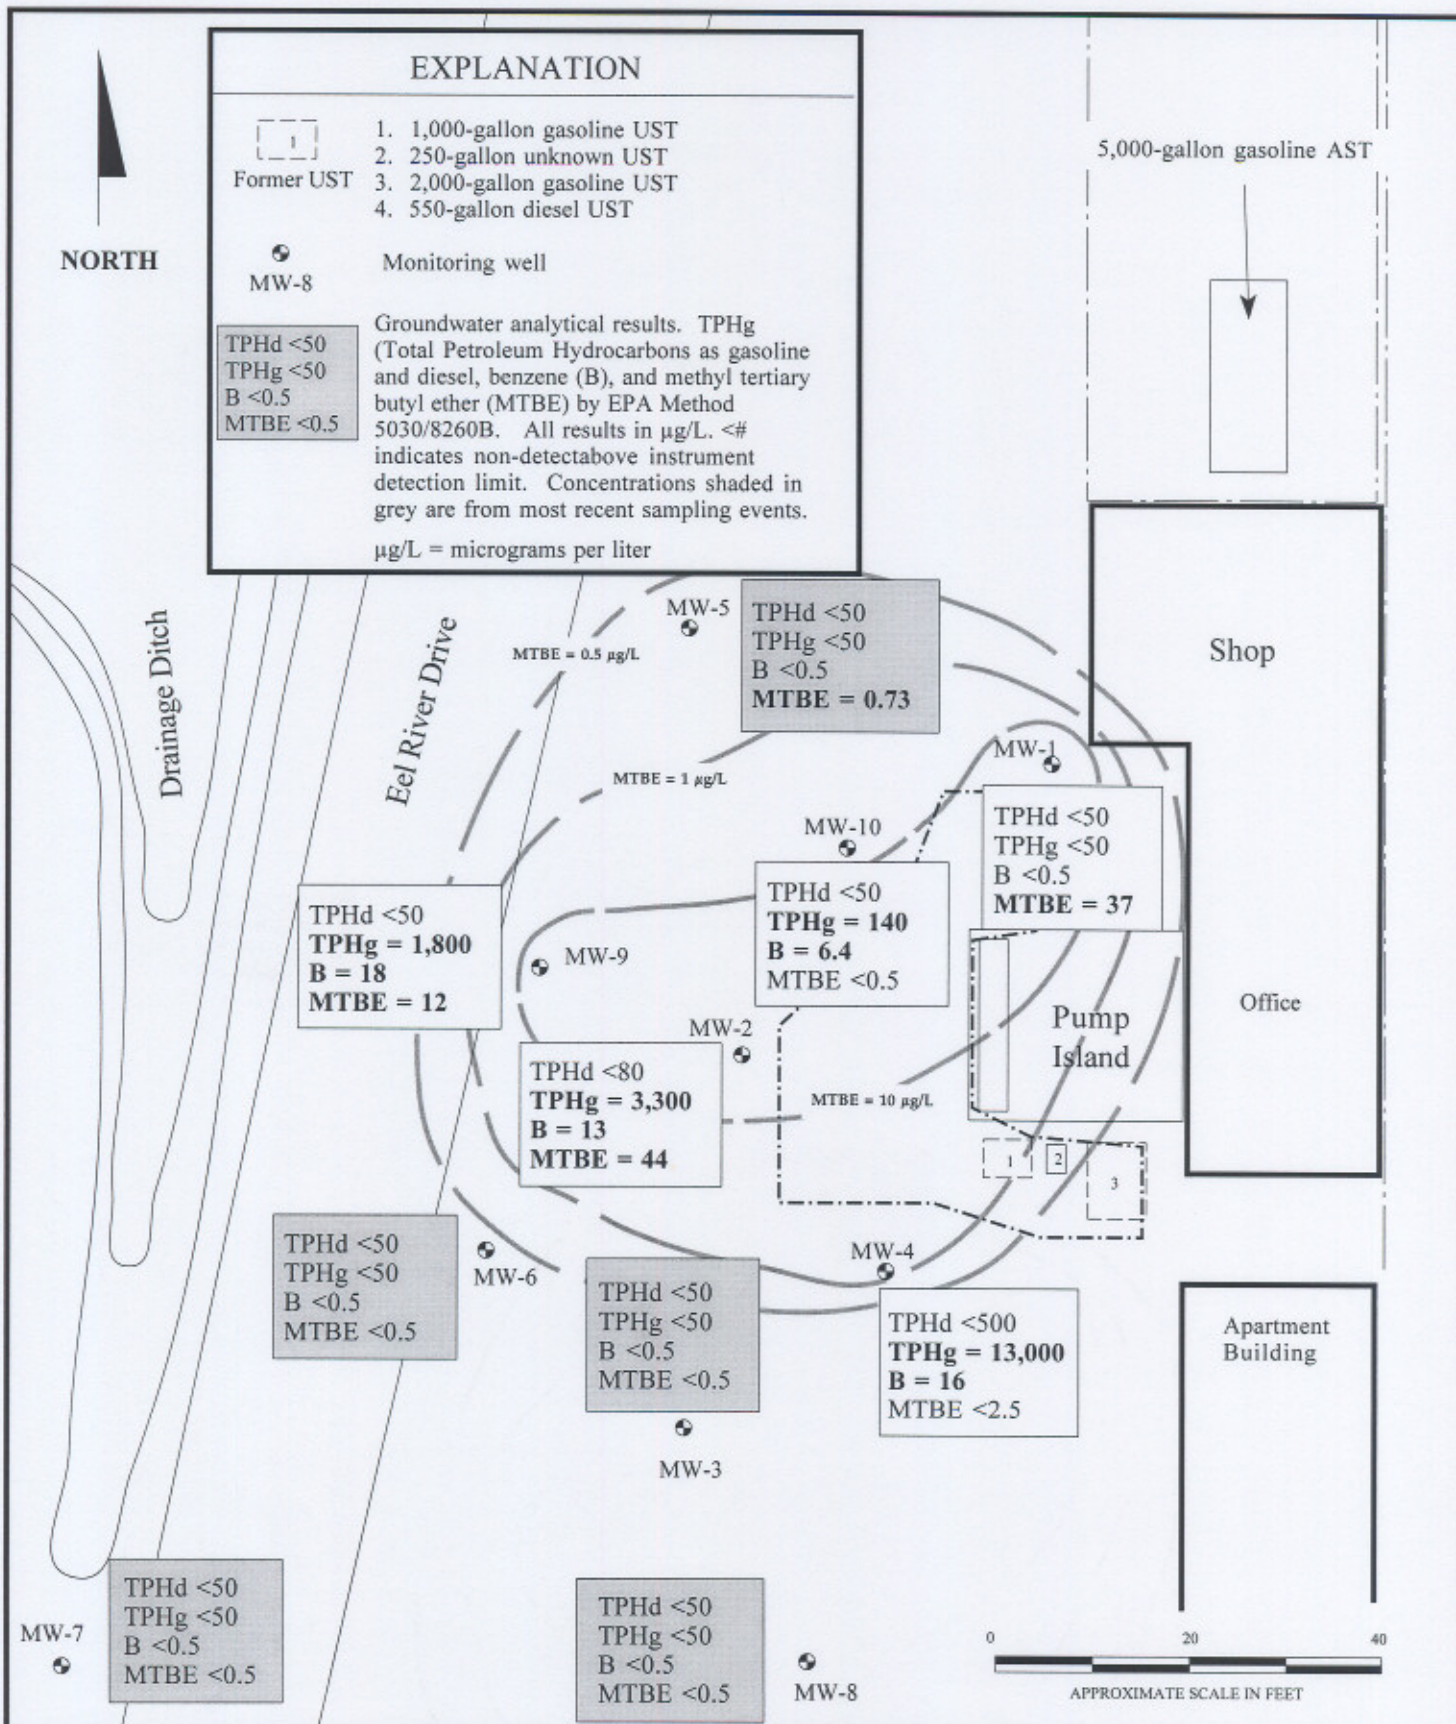 EXPLANATION
1
Former UST
1. 1,000-gallon gasoline UST
2. 250-gallon unknown UST
3. 2,000-gallon gasoline UST
4. 550-gallon diesel UST
NORTH
MW-8
Monitoring well
TPHd <50
TPHg <50
B <0.5
MTBE <0.5
Groundwater analytical results. TPHg
(Total Petroleum Hydrocarbons as gasoline
and diesel, benzene (B), and methyl tertiary
butyl ether (MTBE) by EPA Method
5030/8260B. All results in µg/L. <#
indicates non-detectabove instrument
detection limit. Concentrations shaded in
grey are from most recent sampling events.
µg/L = micrograms per liter
5,000-gallon gasoline AST
Drainage Ditch
Eel River Drive
MTBE = 0.5 µg/L
MW-5
TPHd <50
TPHg <50
B <0.5
MTBE = 0.73
Shop
MTBE = 1 µg/L
MW-1
TPHd <50
TPHg <50
B <0.5
MTBE = 37
MW-10
TPHd <50
TPHg = 140
B = 6.4
MTBE <0.5
TPHd <50
TPHg = 1,800
B = 18
MTBE = 12
MW-9
MW-2
TPHd <80
TPHg = 3,300
B = 13
MTBE = 44
Pump
Island
Office
MTBE = 10 µg/L
1
2
3
TPHd <50
TPHg <50
B <0.5
MTBE <0.5
MW-6
TPHd <50
TPHg <50
B <0.5
MTBE <0.5
MW-3
MW-4
TPHd <500
TPHg = 13,000
B = 16
MTBE <2.5
Apartment
Building
MW-7
TPHd <50
TPHg <50
B <0.5
MTBE <0.5
TPHd <50
TPHg <50
B <0.5
MTBE <0.5
MW-8
0 20 40
APPROXIMATE SCALE IN FEET